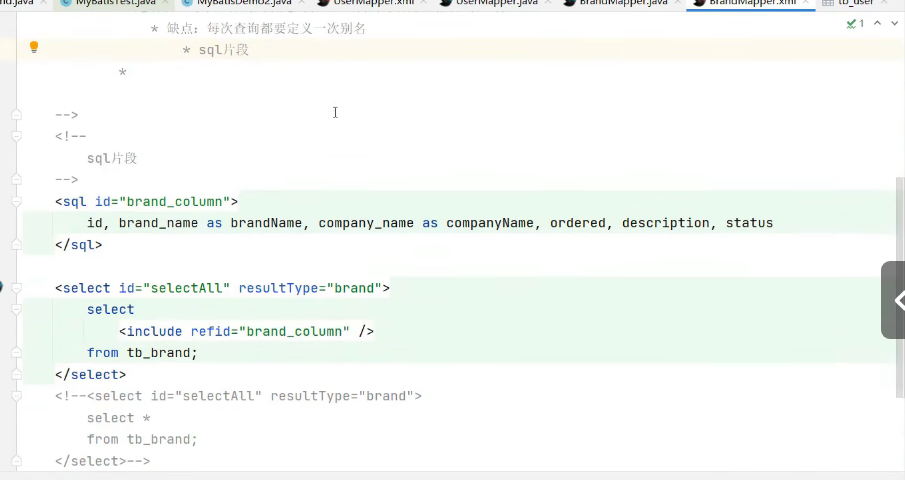 nd.java MyBatisTest.java MyBatisDemo2.java UserMapper.xml UserMapper.java BrandMapper.java BrandMapper.xml tb_user
* 缺点：每次查询都要定义一次别名
1
* sql片段
*
-->
<!--
sql片段
-->
<sql id="brand_column">
id, brand_name as brandName, company_name as companyName, ordered, description, status
</sql>
<select id="selectAll" resultType="brand">
select
<include refid="brand_column" />
from tb_brand;
</select>
<!--<select id="selectAll" resultType="brand">
select *
from tb_brand;
</select>-->